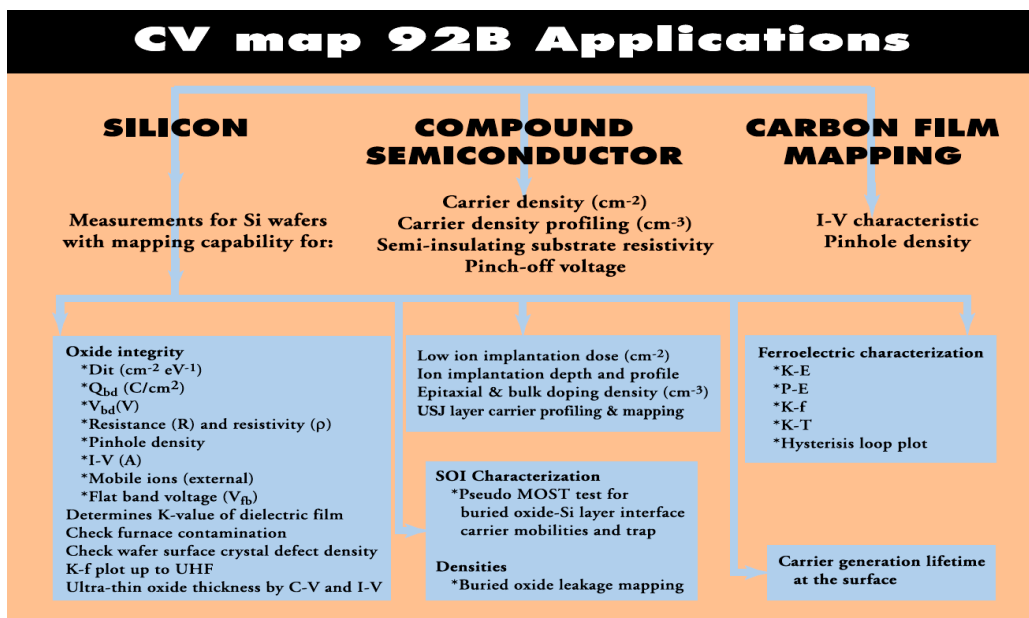 CV map 92B Applications
SILICON
Measurements for Si wafers
with mapping capability for:
COMPOUND
SEMICONDUCTOR
Carrier density (cm-2)
Carrier density profiling (cm-3)
Semi-insulating substrate resistivity
Pinch-off voltage
CARBON FILM
MAPPING
I-V characteristic
Pinhole density
Oxide integrity
*Dit (cm-2 eV-1)
*Qbd (C/cm2)
*Vbd(V)
*Resistance (R) and resistivity (ρ)
*Pinhole density
*I-V (A)
*Mobile ions (external)
*Flat band voltage (Vfb)
Determines K-value of dielectric film
Check furnace contamination
Check wafer surface crystal defect density
K-f plot up to UHF
Ultra-thin oxide thickness by C-V and I-V
Low ion implantation dose (cm-2)
Ion implantation depth and profile
Epitaxial & bulk doping density (cm-3)
USJ layer carrier profiling & mapping
SOI Characterization
*Pseudo MOST test for
buried oxide-Si layer interface
carrier mobilities and trap
Densities
*Buried oxide leakage mapping
Ferroelectric characterization
*K-E
*P-E
*K-f
*K-T
*Hysterisis loop plot
Carrier generation lifetime
at the surface